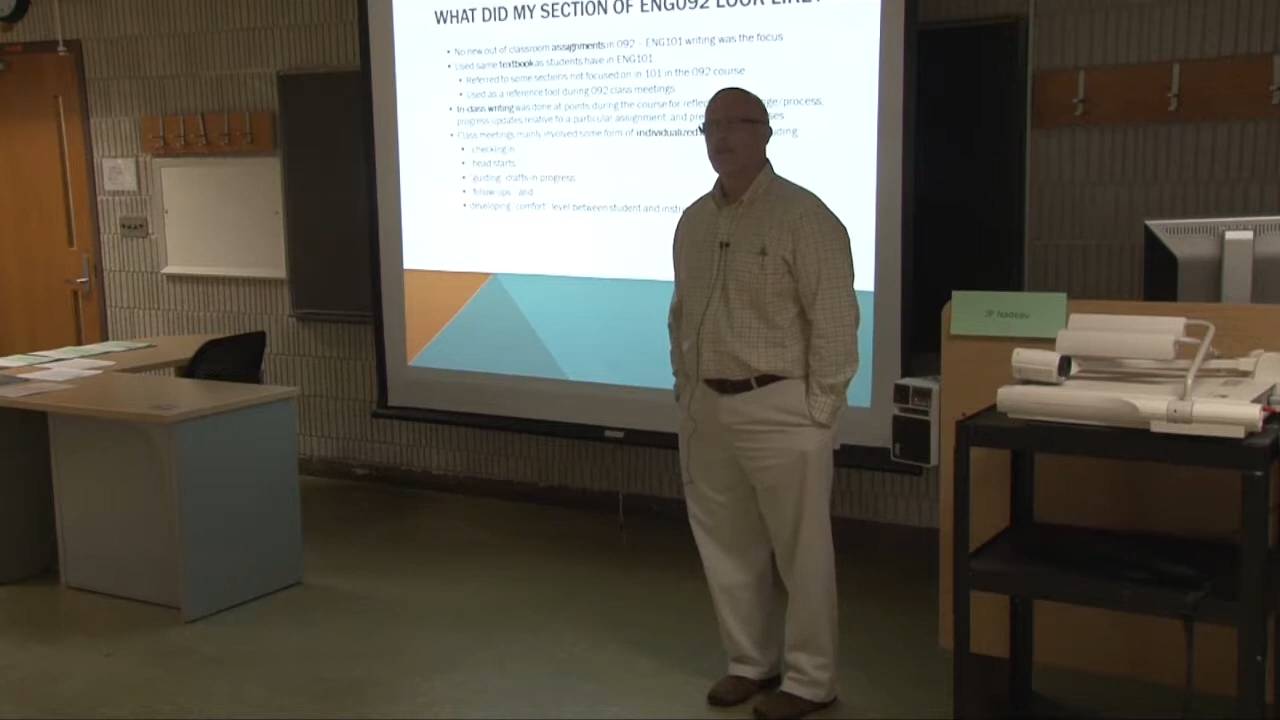 WHAT DID MY SECTION OF ENG092 LOOK LIKE?
• No new out of classroom assignments in 092 – ENG101 writing was the focus
• Used same textbook as students have in ENG101
• Referred to some sections not focused on in 101 in the 092 course
• Used as a reference tool during 092 class meetings
• In-class writing was done at points during the course for process,
progress updates relative to a particular assignment, and
• Class meetings mainly involved some form of individualized
• checking in
• head starts
• "guiding" drafts in progress
• follow-ups and
• developing "comfort" level between student and
JP Nadeau